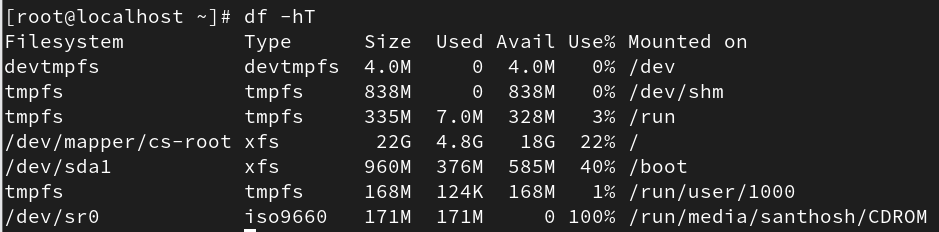 [root@localhost ~]# df -hT
Filesystem          Type      Size  Used Avail Use% Mounted on
devtmpfs            devtmpfs  4.0M     0  4.0M   0% /dev
tmpfs               tmpfs     838M     0  838M   0% /dev/shm
tmpfs               tmpfs     335M  7.0M  328M   3% /run
/dev/mapper/cs-root xfs        22G  4.8G   18G  22% /
/dev/sda1           xfs       960M  376M  585M  40% /boot
tmpfs               tmpfs     168M  124K  168M   1% /run/user/1000
/dev/sr0            iso9660   171M  171M     0 100% /run/media/santhosh/CDROM